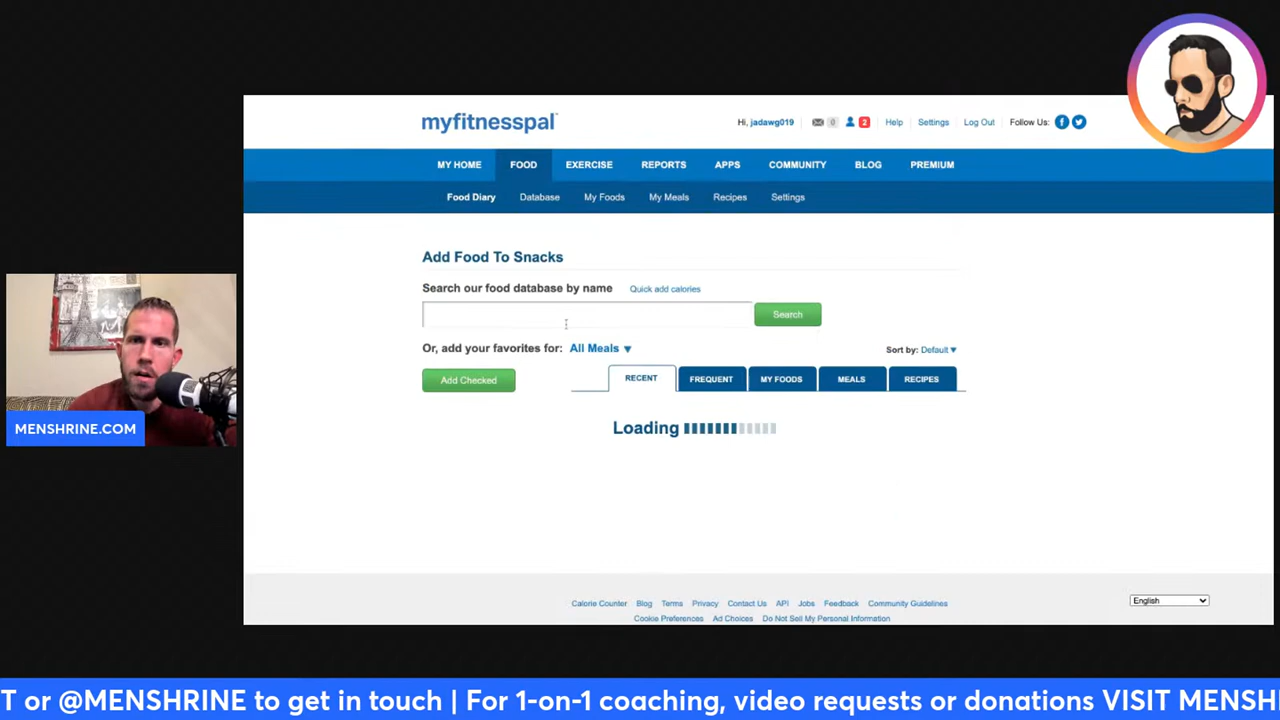 myfitnesspal
Hi, jadawg019 0 2 Help Settings Log Out Follow Us:
MY HOME FOOD EXERCISE REPORTS APPS COMMUNITY BLOG PREMIUM
Food Diary Database My Foods My Meals Recipes Settings
Add Food To Snacks
Search our food database by name Quick add calories
Search
Or, add your favorites for: All Meals ▼ Sort by: Default ▼
Add Checked RECENT FREQUENT MY FOODS MEALS RECIPES
Loading
MENSHRINE.COM
Calorie Counter Blog Terms Privacy Contact Us API Jobs Feedback Community Guidelines
English
Cookie Preferences Ad Choices Do Not Sell My Personal Information
T or @MENSHRINE to get in touch | For 1-on-1 coaching, video requests or donations VISIT MENSH